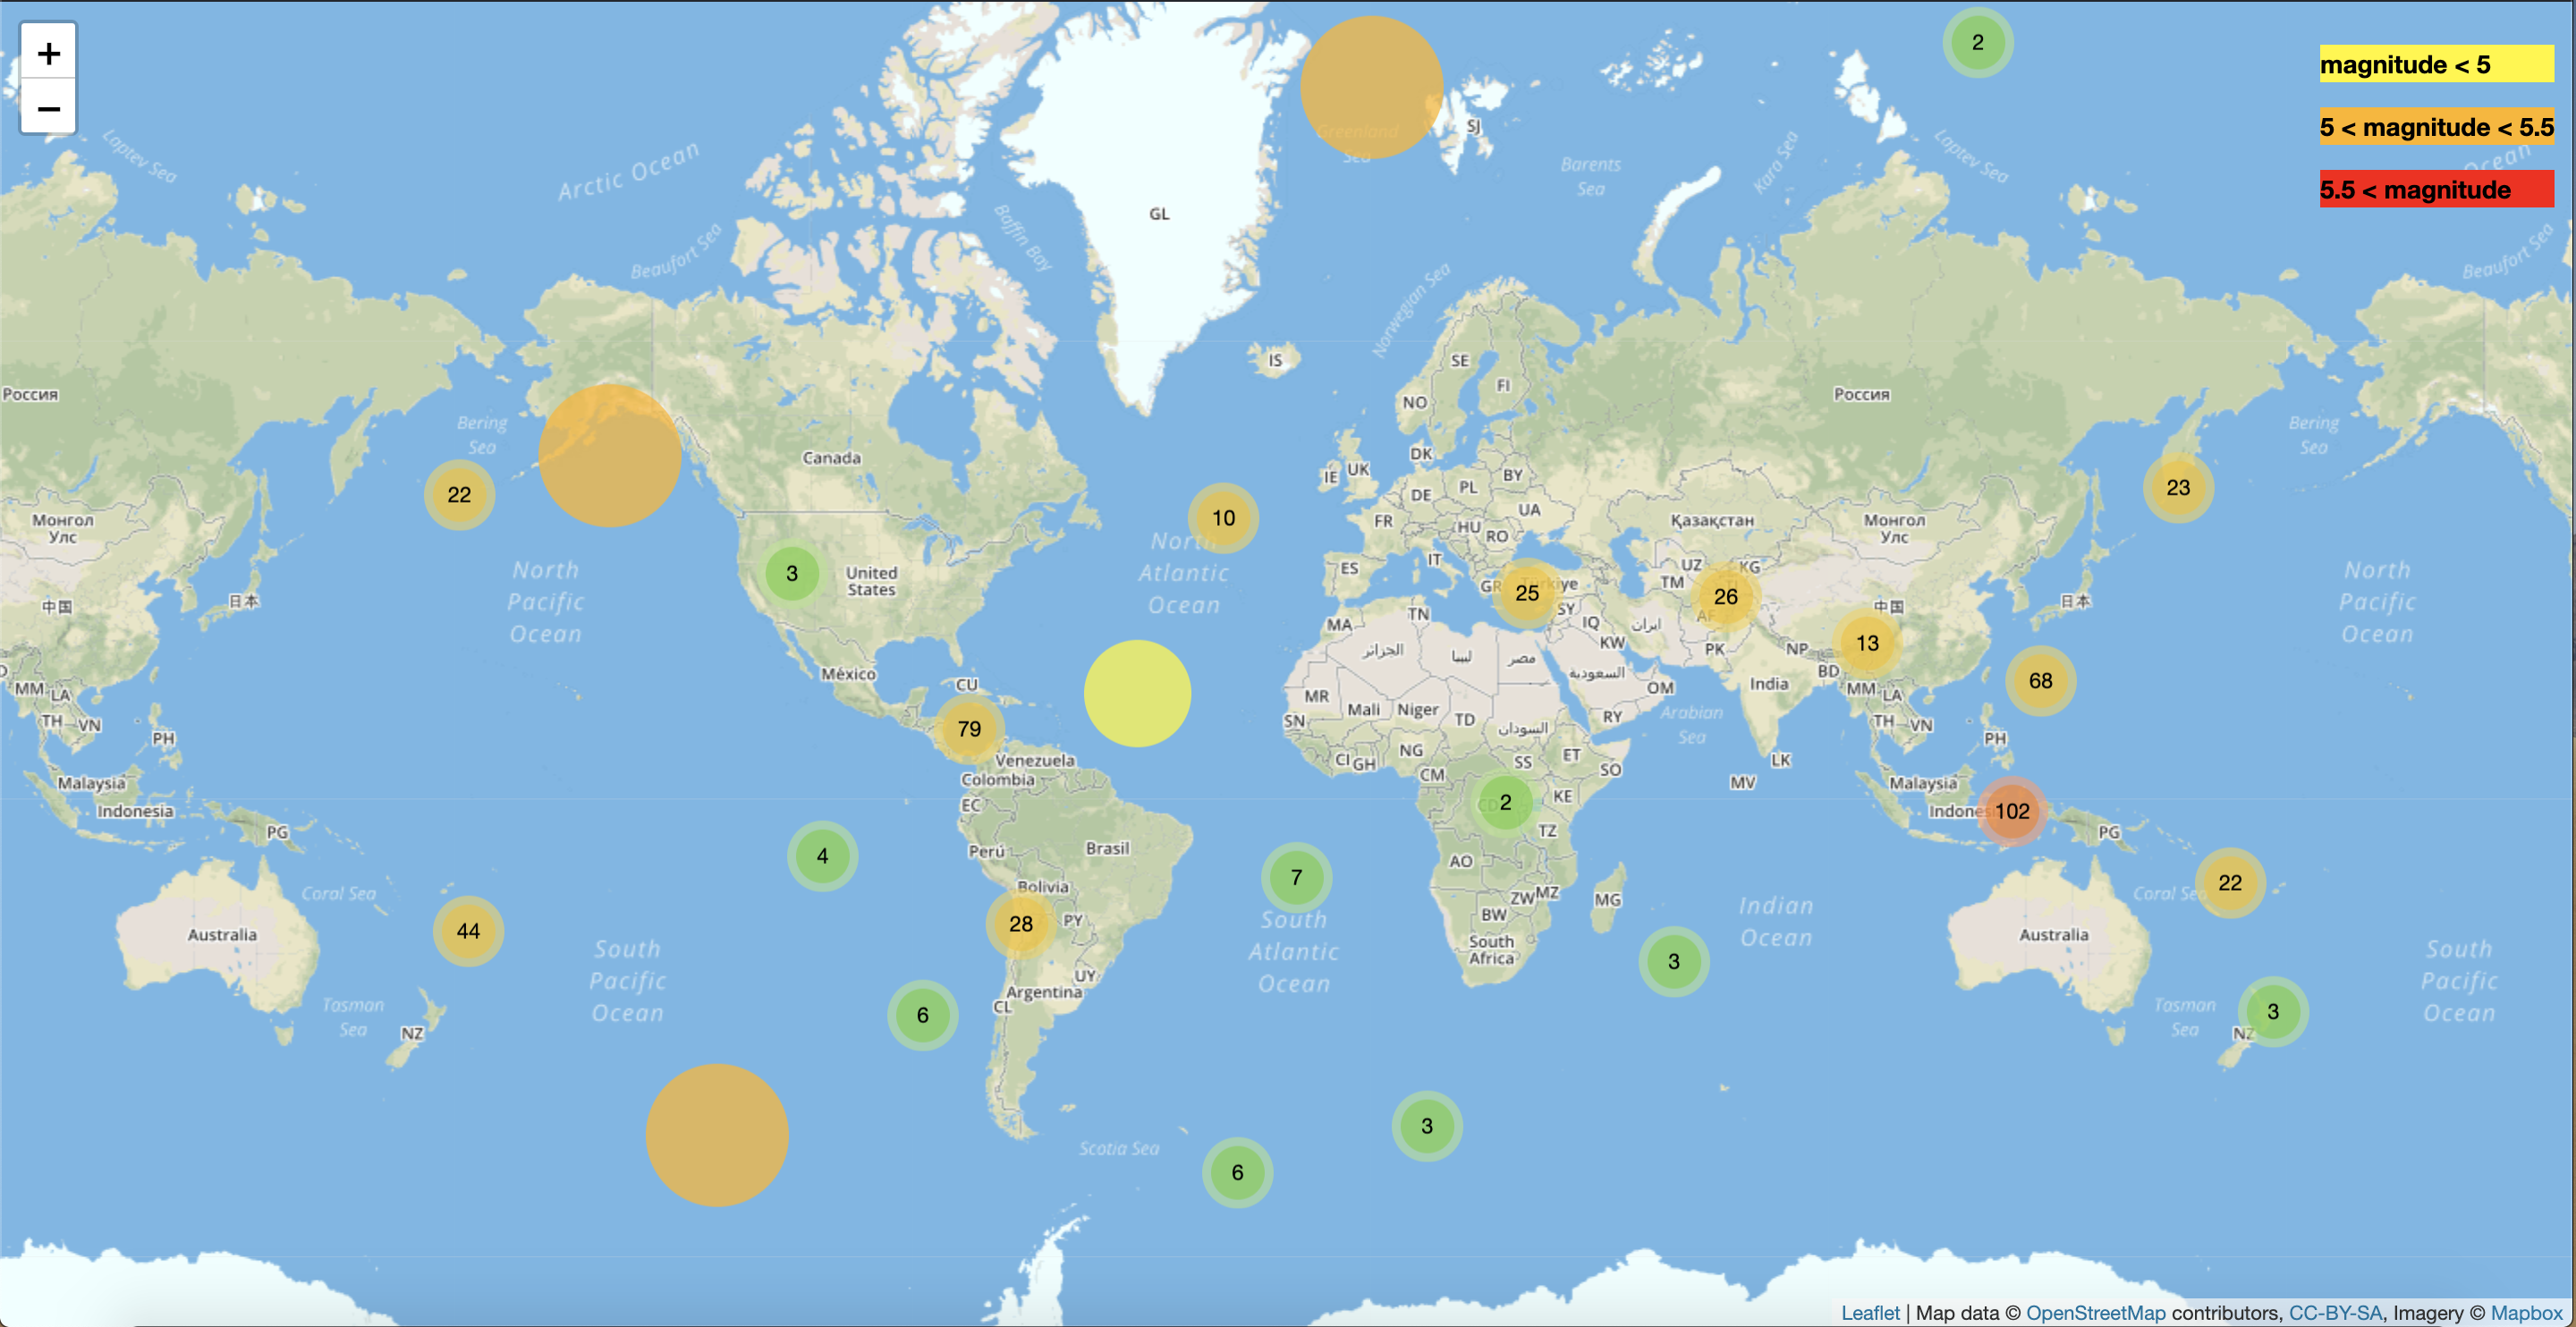 +
−
magnitude < 5
5 < magnitude < 5.5
5.5 < magnitude
2
Laptev Sea
Arctic Ocean
Beaufort Sea
Baffin Bay
GL
Greenland
Sea
SJ
Barents
Sea
Kara Sea
Laptev Sea
Ocean
Beaufort Sea
Norwegian Sea
IS
SE
FI
NO
Россия
Россия
Bering
Sea
Bering
Sea
Canada
DK
IE
UK
BY
PL
DE
22
23
10
FR
UA
HU
RO
Қазақстан
Монгол
Улс
Монгол
Улс
North
Atlantic
Ocean
IT
ES
GR
Türkiye
25
UZ
KG
TM
TJ
26
AF
3
United
States
North
Pacific
Ocean
North
Pacific
Ocean
中国
日本
中国
日本
MA
TN
SY
IQ
ایران
KW
PK
NP
13
BD
الجزائر
ليبيا
مصر
السعودية
OM
México
CU
MR
Mali
Niger
TD
السودان
RY
Arabian
Sea
India
MM
LA
68
MM
LA
TH
VN
PH
TH
VN
PH
79
SN
NG
CI
GH
CM
SS
ET
SO
LK
MV
Venezuela
Colombia
EC
Malaysia
Indonesia
PG
Malaysia
Indonesia
102
PG
2
CD
KE
TZ
4
Perú
Brasil
7
AO
Bolivia
ZW
MZ
MG
BW
28
PY
South
Africa
Indian
Ocean
Coral Sea
Coral Sea
22
44
Australia
Australia
South
Pacific
Ocean
South
Atlantic
Ocean
South
Pacific
Ocean
3
UY
Argentina
CL
6
Tasman
Sea
NZ
Tasman
Sea
NZ
3
3
Scotia Sea
6
Leaflet | Map data © OpenStreetMap contributors, CC-BY-SA, Imagery © Mapbox